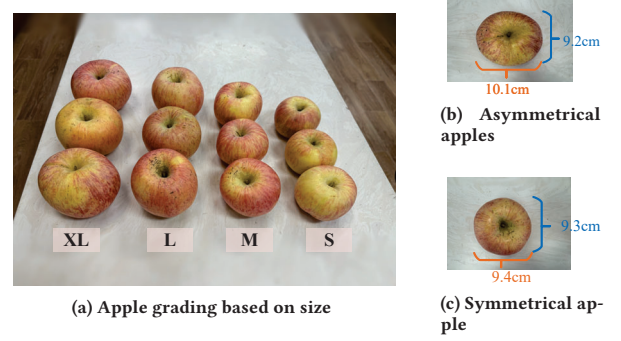 XL L M S
(a) Apple grading based on size
9.2cm
10.1cm
(b) Asymmetrical
apples
9.3cm
9.4cm
(c) Symmetrical ap-
ple